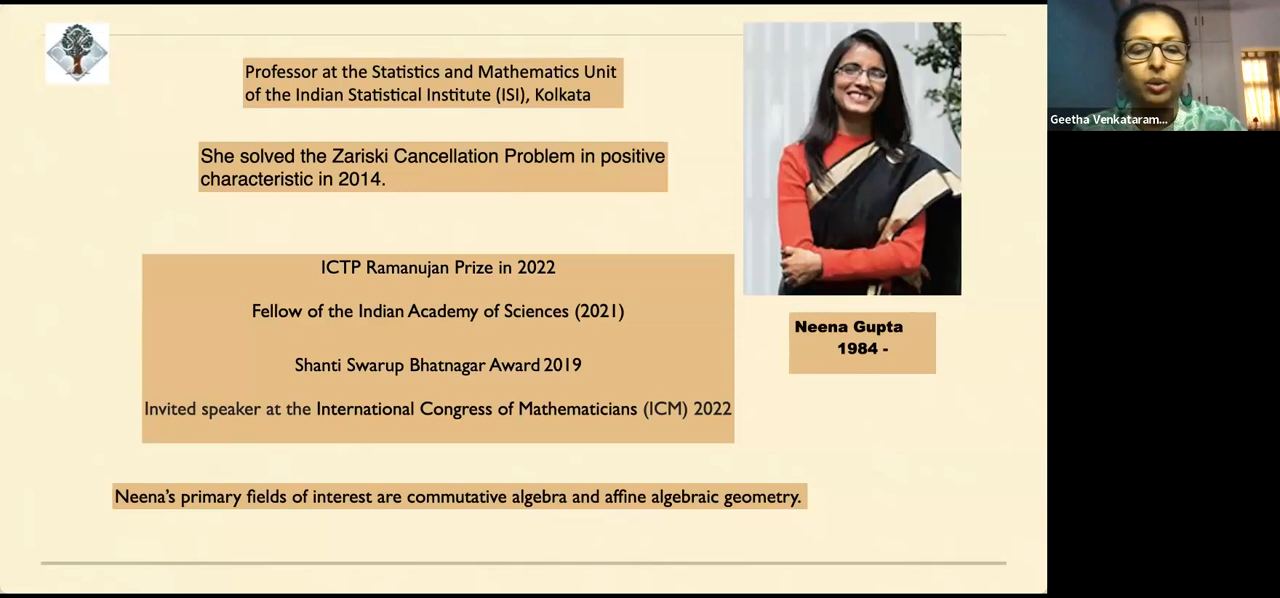 Professor at the Statistics and Mathematics Unit
of the Indian Statistical Institute (ISI), Kolkata
She solved the Zariski Cancellation Problem in positive
characteristic in 2014.
ICTP Ramanujan Prize in 2022
Fellow of the Indian Academy of Sciences (2021)
Shanti Swarup Bhatnagar Award 2019
Invited speaker at the International Congress of Mathematicians (ICM) 2022
Neena's primary fields of interest are commutative algebra and affine algebraic geometry.
Neena Gupta
1984 -
Geetha Venkataram...